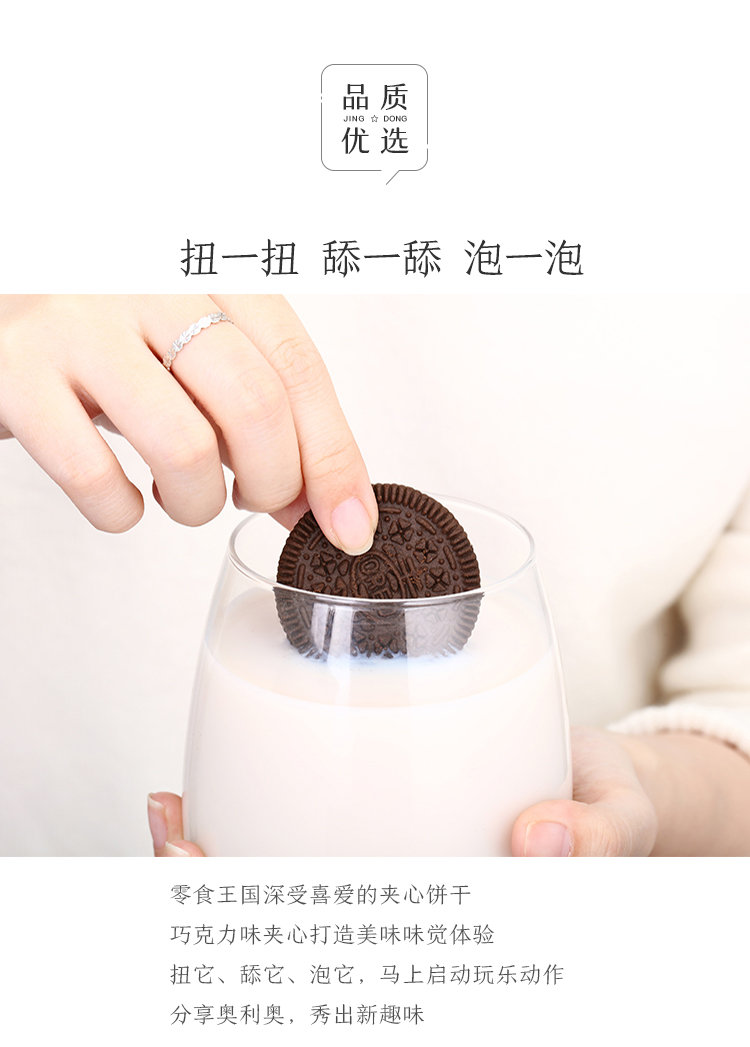 品质
JING ☆ DONG
优选
扭一扭 舔一舔 泡一泡
零食王国深受喜爱的夹心饼干
巧克力味夹心打造美味味觉体验
扭它、舔它、泡它，马上启动玩乐动作
分享奥利奥，秀出新趣味